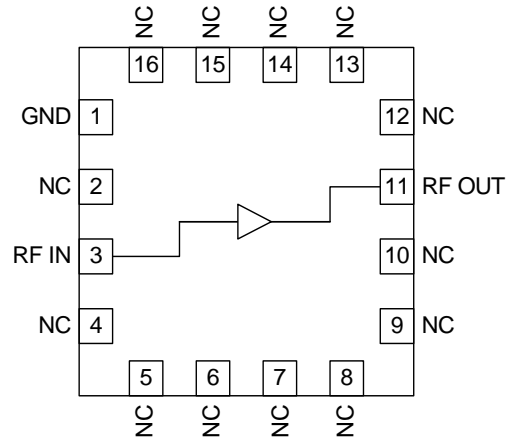 NC NC NC NC
16 15 14 13
GND 1 12 NC
NC 2 11 RF OUT
RF IN 3 10 NC
NC 4 9 NC
5 6 7 8
NC NC NC NC